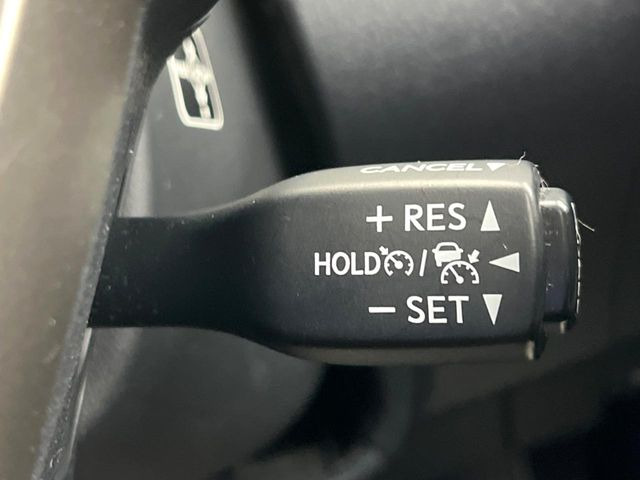 CANCEL ▼
+ RES ▲
HOLD / ◀
− SET ▼